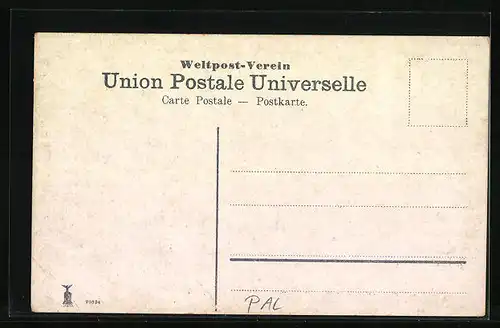 Weltpost-Verein
Union Postale Universelle
Carte Postale — Postkarte.
PAL